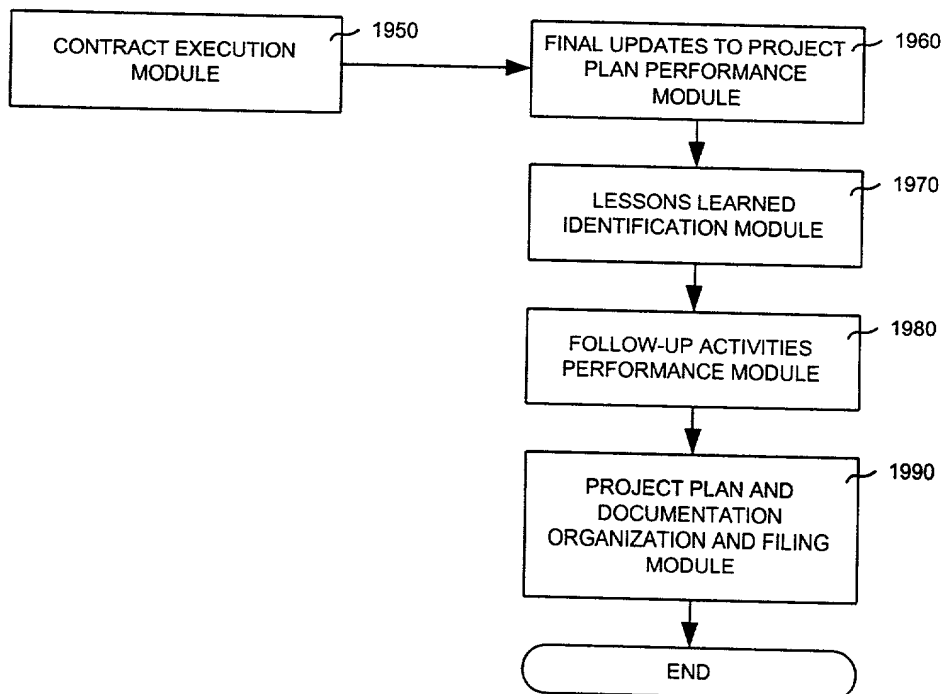 CONTRACT EXECUTION
MODULE
1950
FINAL UPDATES TO PROJECT
PLAN PERFORMANCE
MODULE
1960
LESSONS LEARNED
IDENTIFICATION MODULE
1970
FOLLOW-UP ACTIVITIES
PERFORMANCE MODULE
1980
PROJECT PLAN AND
DOCUMENTATION
ORGANIZATION AND FILING
MODULE
1990
END